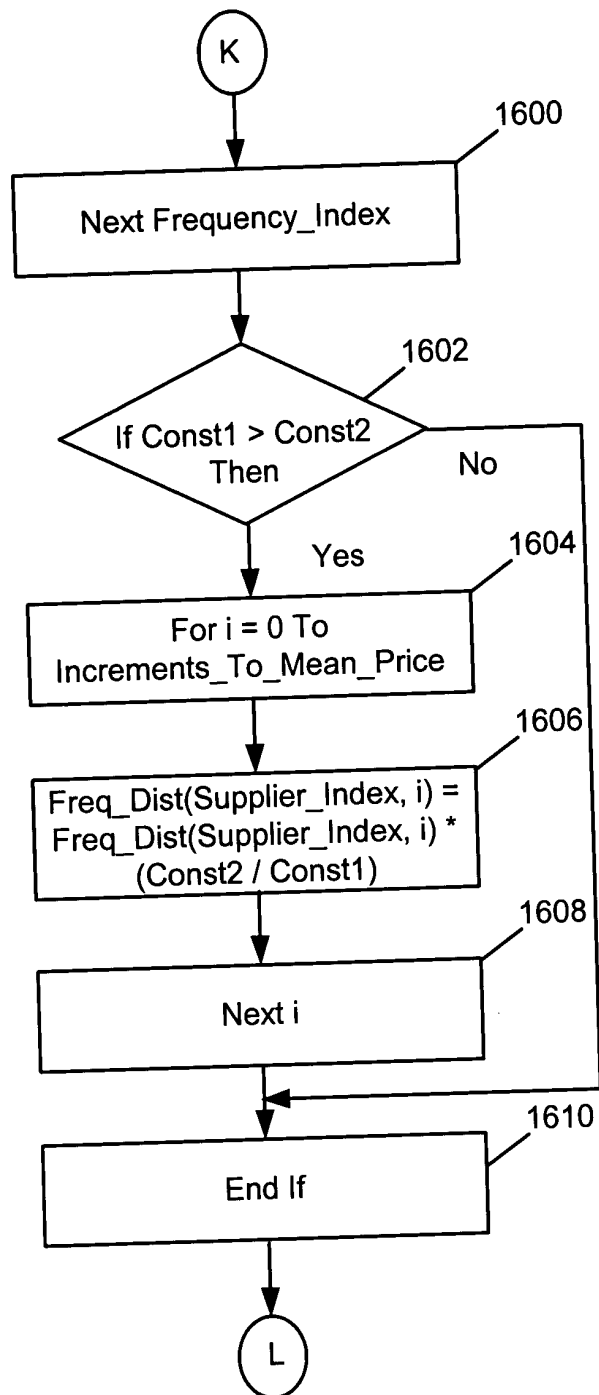 K
1600
Next Frequency_Index
1602
If Const1 > Const2
Then
No
Yes
1604
For i = 0 To
Increments_To_Mean_Price
1606
Freq_Dist(Supplier_Index, i) =
Freq_Dist(Supplier_Index, i) *
(Const2 / Const1)
1608
Next i
1610
End If
L